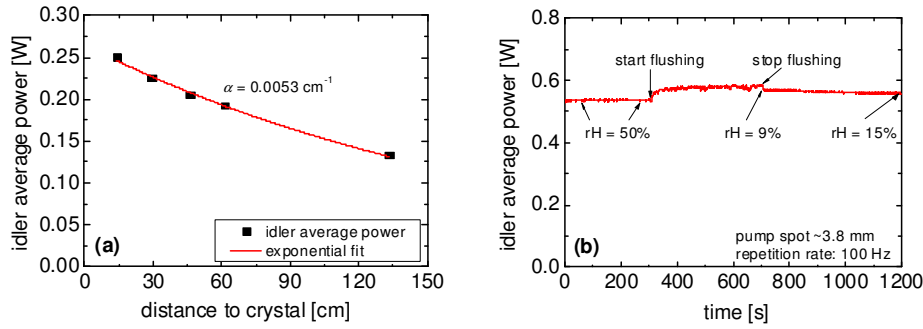 0.25
0.20
0.15
0.10
0.05
0.00
idler average power [W]
α = 0.0053 cm⁻¹
(a)
idler average power
exponential fit
0 30 60 90 120 150
distance to crystal [cm]
0.8
0.6
0.4
0.2
0.0
idler average power [W]
start flushing
stop flushing
rH = 50%
rH = 9%
rH = 15%
(b)
pump spot ~3.8 mm
repetition rate: 100 Hz
0 200 400 600 800 1000 1200
time [s]